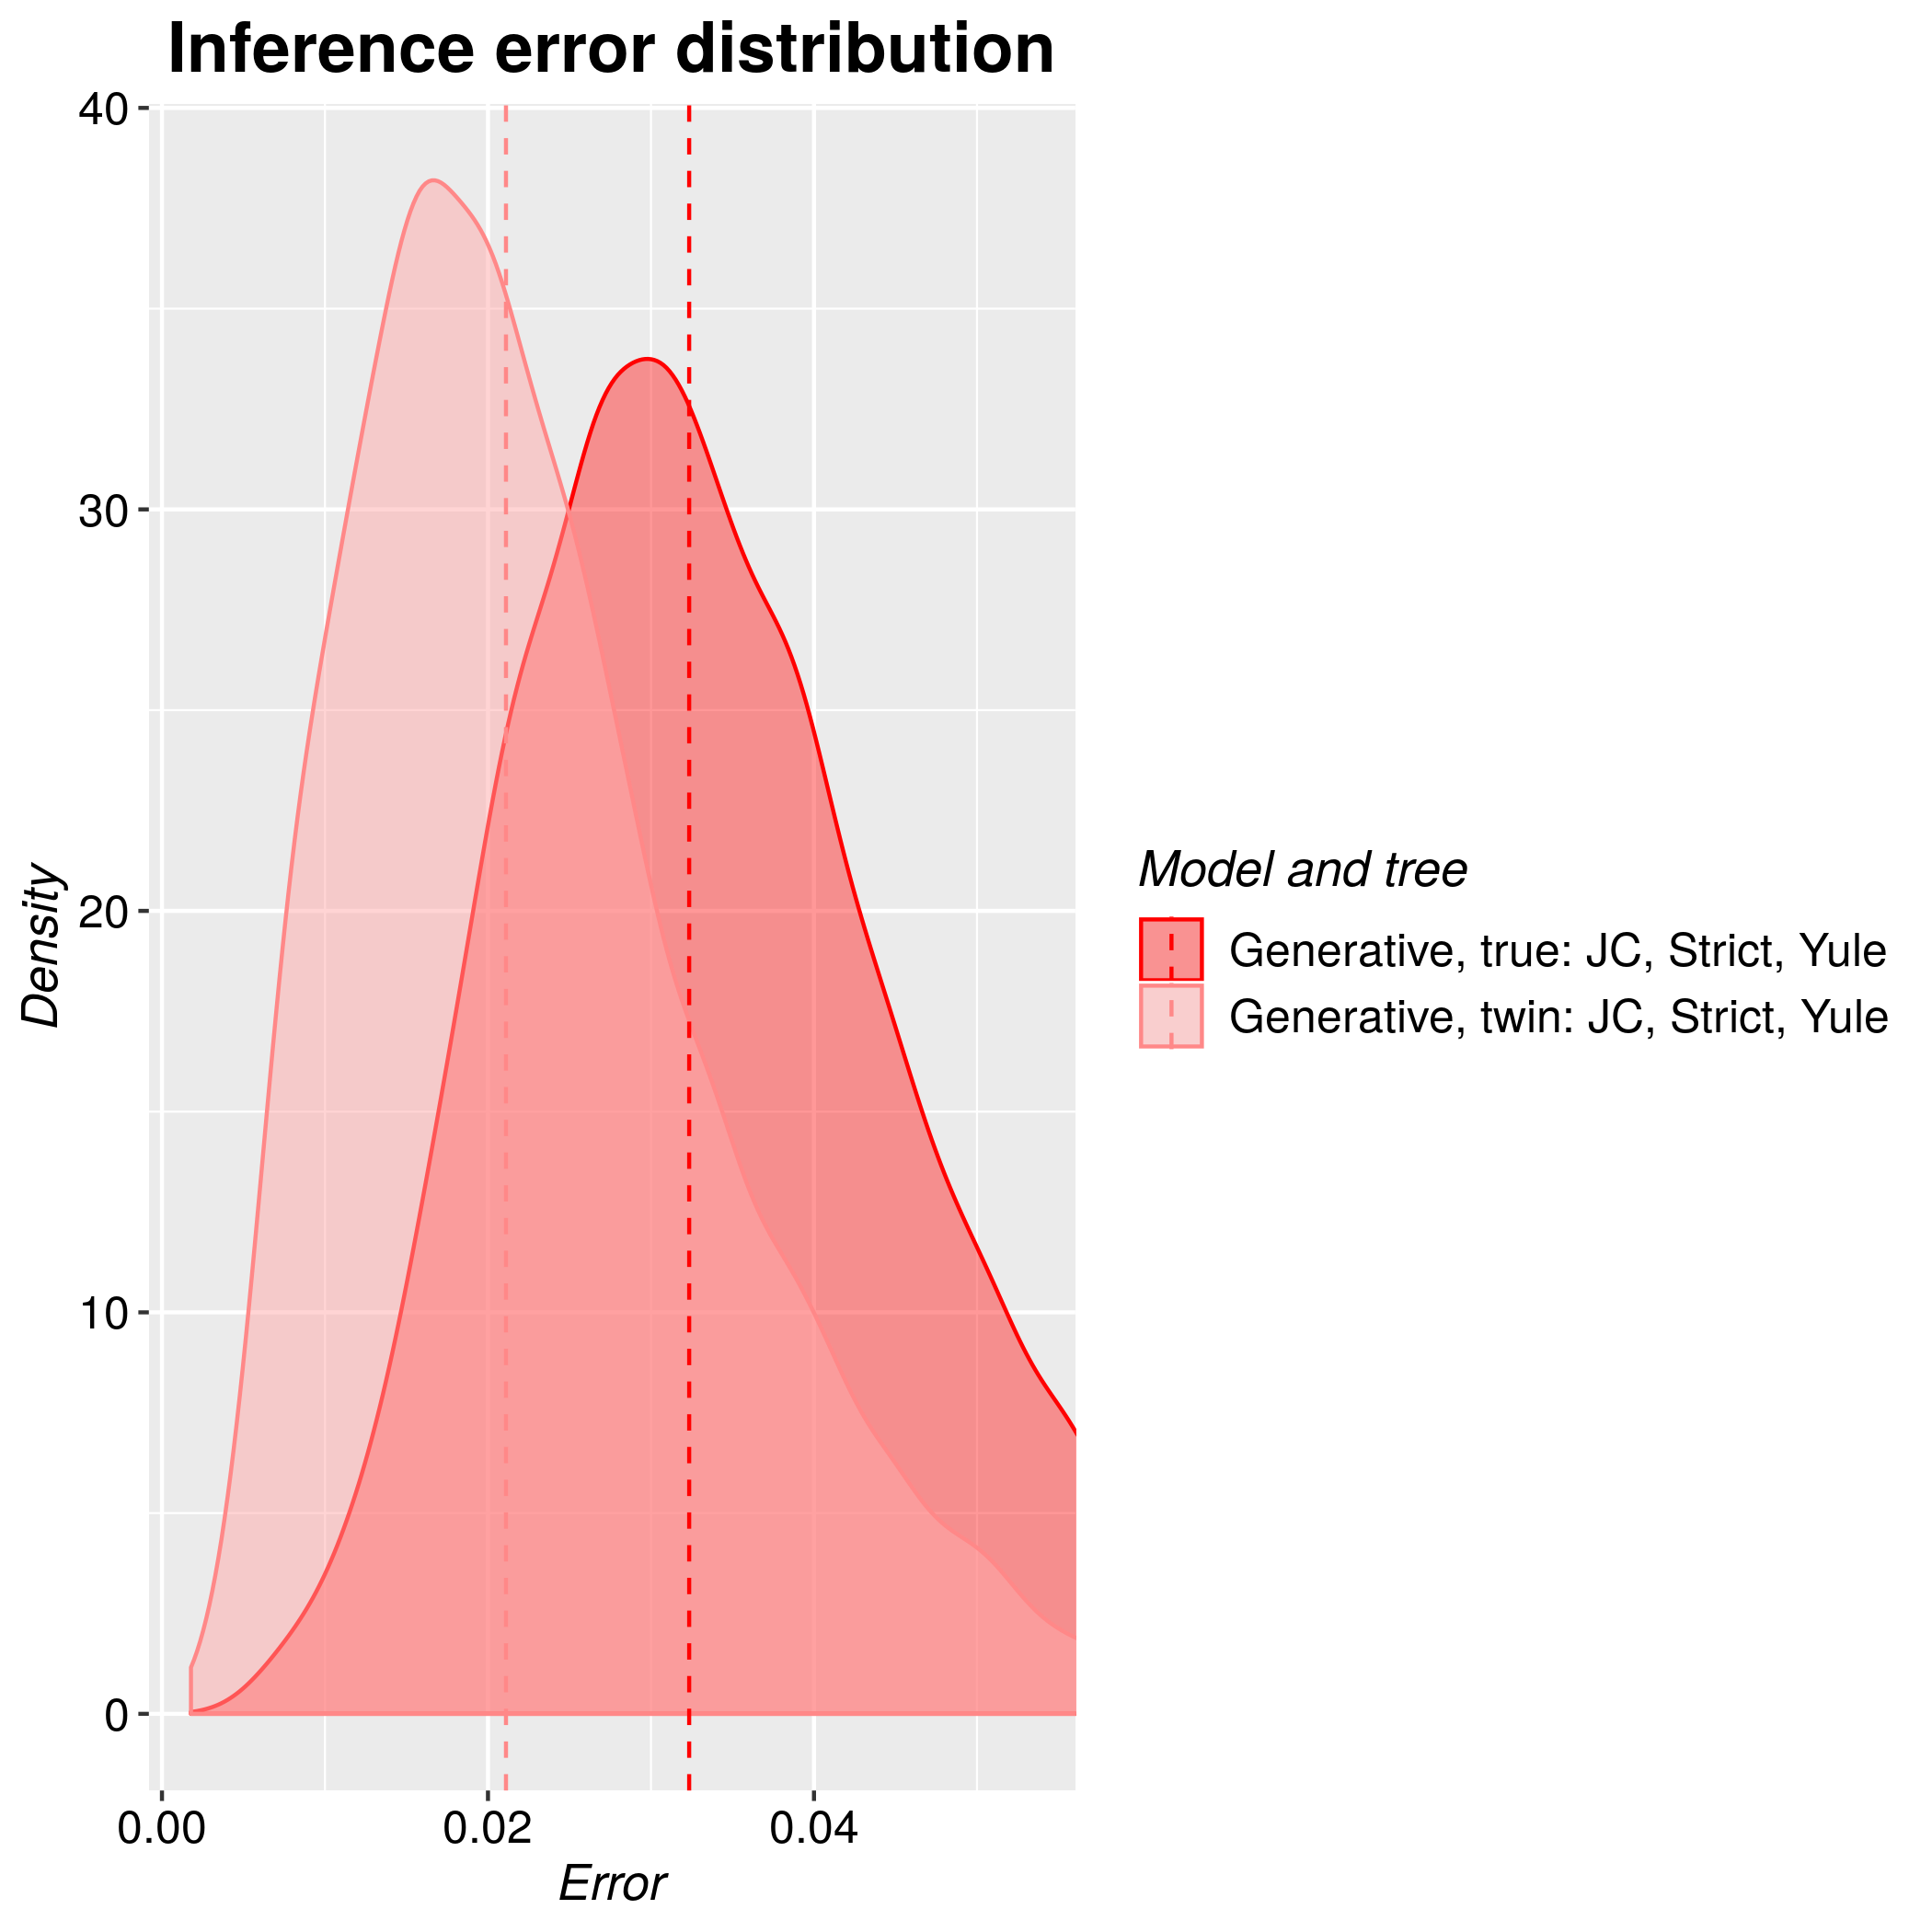 Inference error distribution
40
30
20
10
0
Density
0.00
0.02
0.04
Error
Model and tree
Generative, true: JC, Strict, Yule
Generative, twin: JC, Strict, Yule